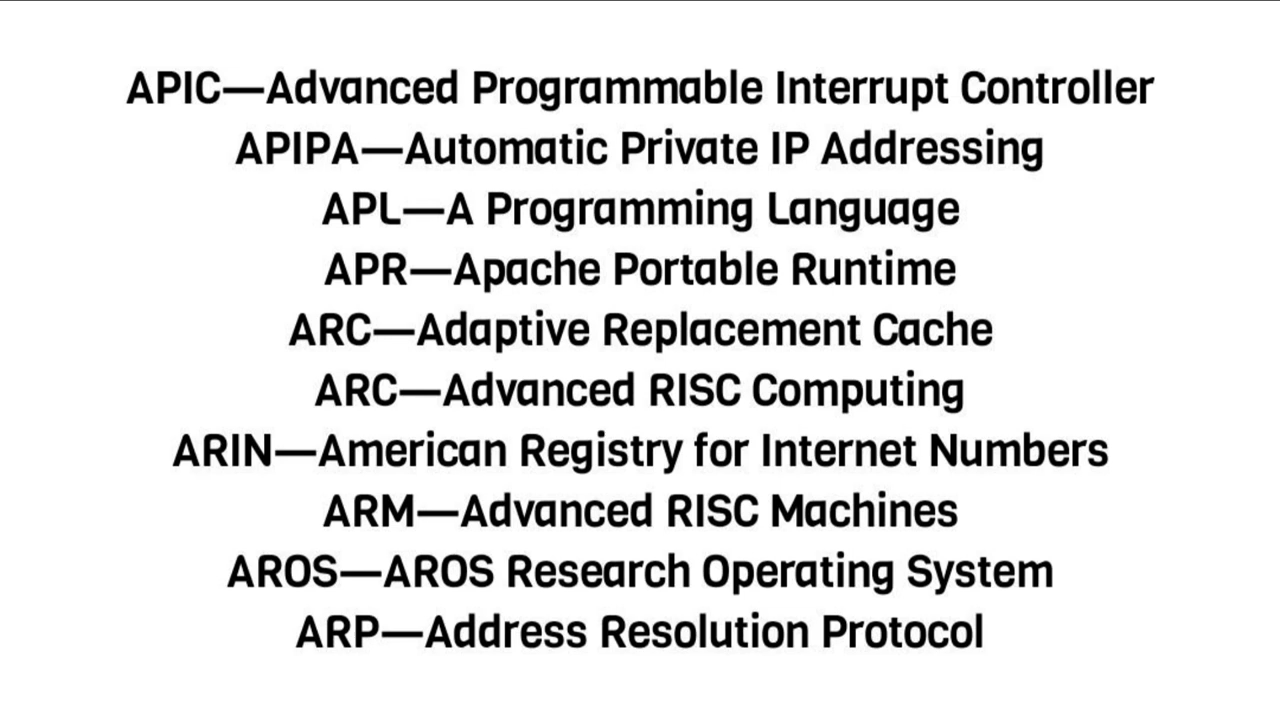 APIC—Advanced Programmable Interrupt Controller
APIPA—Automatic Private IP Addressing
APL—A Programming Language
APR—Apache Portable Runtime
ARC—Adaptive Replacement Cache
ARC—Advanced RISC Computing
ARIN—American Registry for Internet Numbers
ARM—Advanced RISC Machines
AROS—AROS Research Operating System
ARP—Address Resolution Protocol